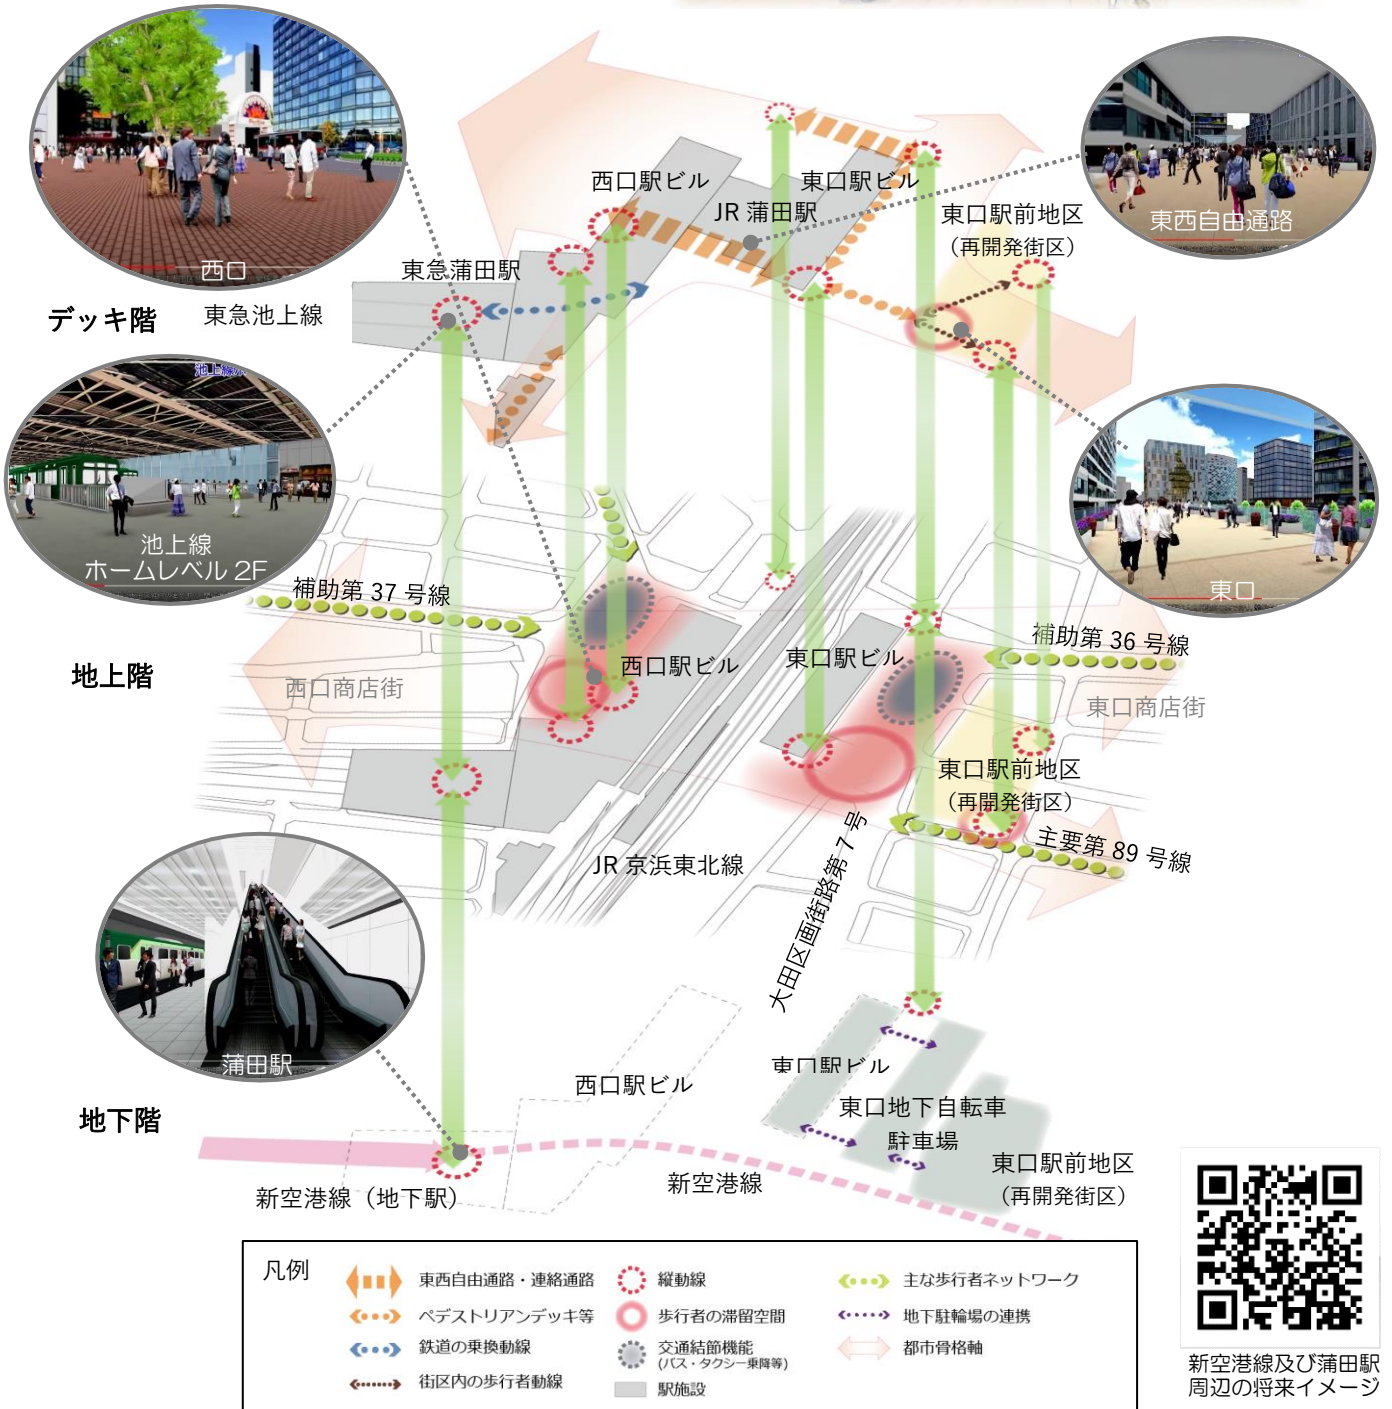 西口
西口駅ビル
東口駅ビル
JR 蒲田駅
東口駅前地区
（再開発街区）
東西自由通路
東急蒲田駅
デッキ階
東急池上線
池上線
ホームレベル 2F
東口
補助第 37 号線
補助第 36 号線
地上階
西口商店街
西口駅ビル
東口駅ビル
東口商店街
東口駅前地区
（再開発街区）
主要第 89 号線
JR 京浜東北線
大田区画街路第 7 号
蒲田駅
地下階
西口駅ビル
東口駅ビル
東口地下自転車
駐車場
東口駅前地区
（再開発街区）
新空港線（地下駅）
新空港線
凡例
東西自由通路・連絡通路
ペデストリアンデッキ等
鉄道の乗換動線
街区内の歩行者動線
縦動線
歩行者の滞留空間
交通結節機能
(バス・タクシー乗降等)
駅施設
主な歩行者ネットワーク
地下駐輪場の連携
都市骨格軸
新空港線及び蒲田駅
周辺の将来イメージ